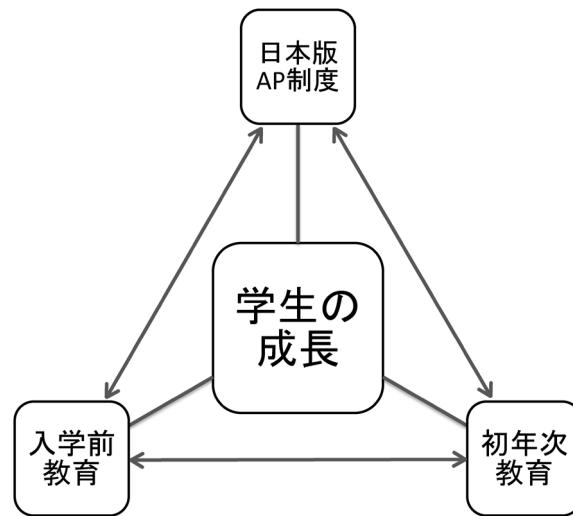 日本版
AP制度
学生の
成長
入学前
教育
初年次
教育